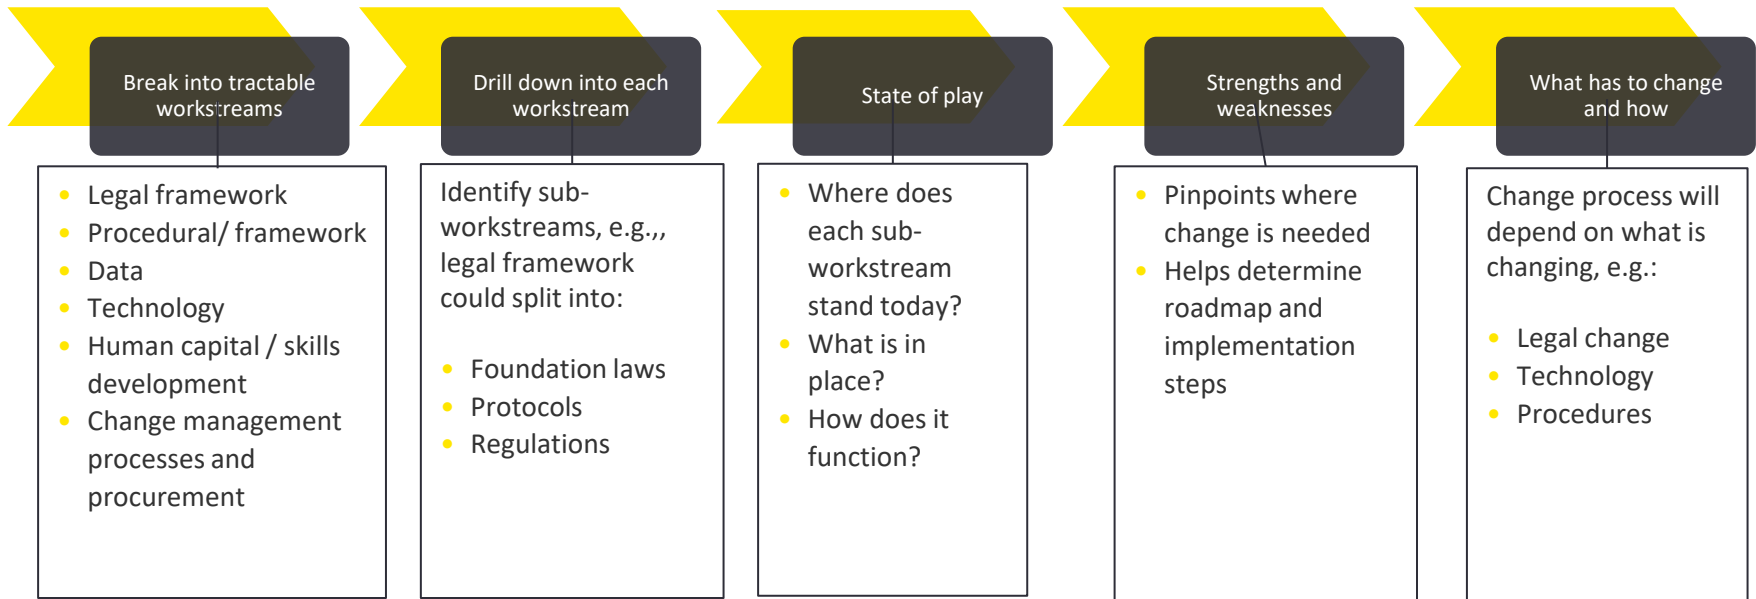 Break into tractable
workstreams
Legal framework
Procedural/ framework
Data
Technology
Human capital / skills
development
Change management
processes and
procurement
Drill down into each
workstream
Identify sub-
workstreams, e.g.,,
legal framework
could split into:
Foundation laws
Protocols
Regulations
State of play
Where does
each sub-
workstream
stand today?
What is in
place?
How does it
function?
Strengths and
weaknesses
Pinpoints where
change is needed
Helps determine
roadmap and
implementation
steps
What has to change
and how
Change process will
depend on what is
changing, e.g.:
Legal change
Technology
Procedures